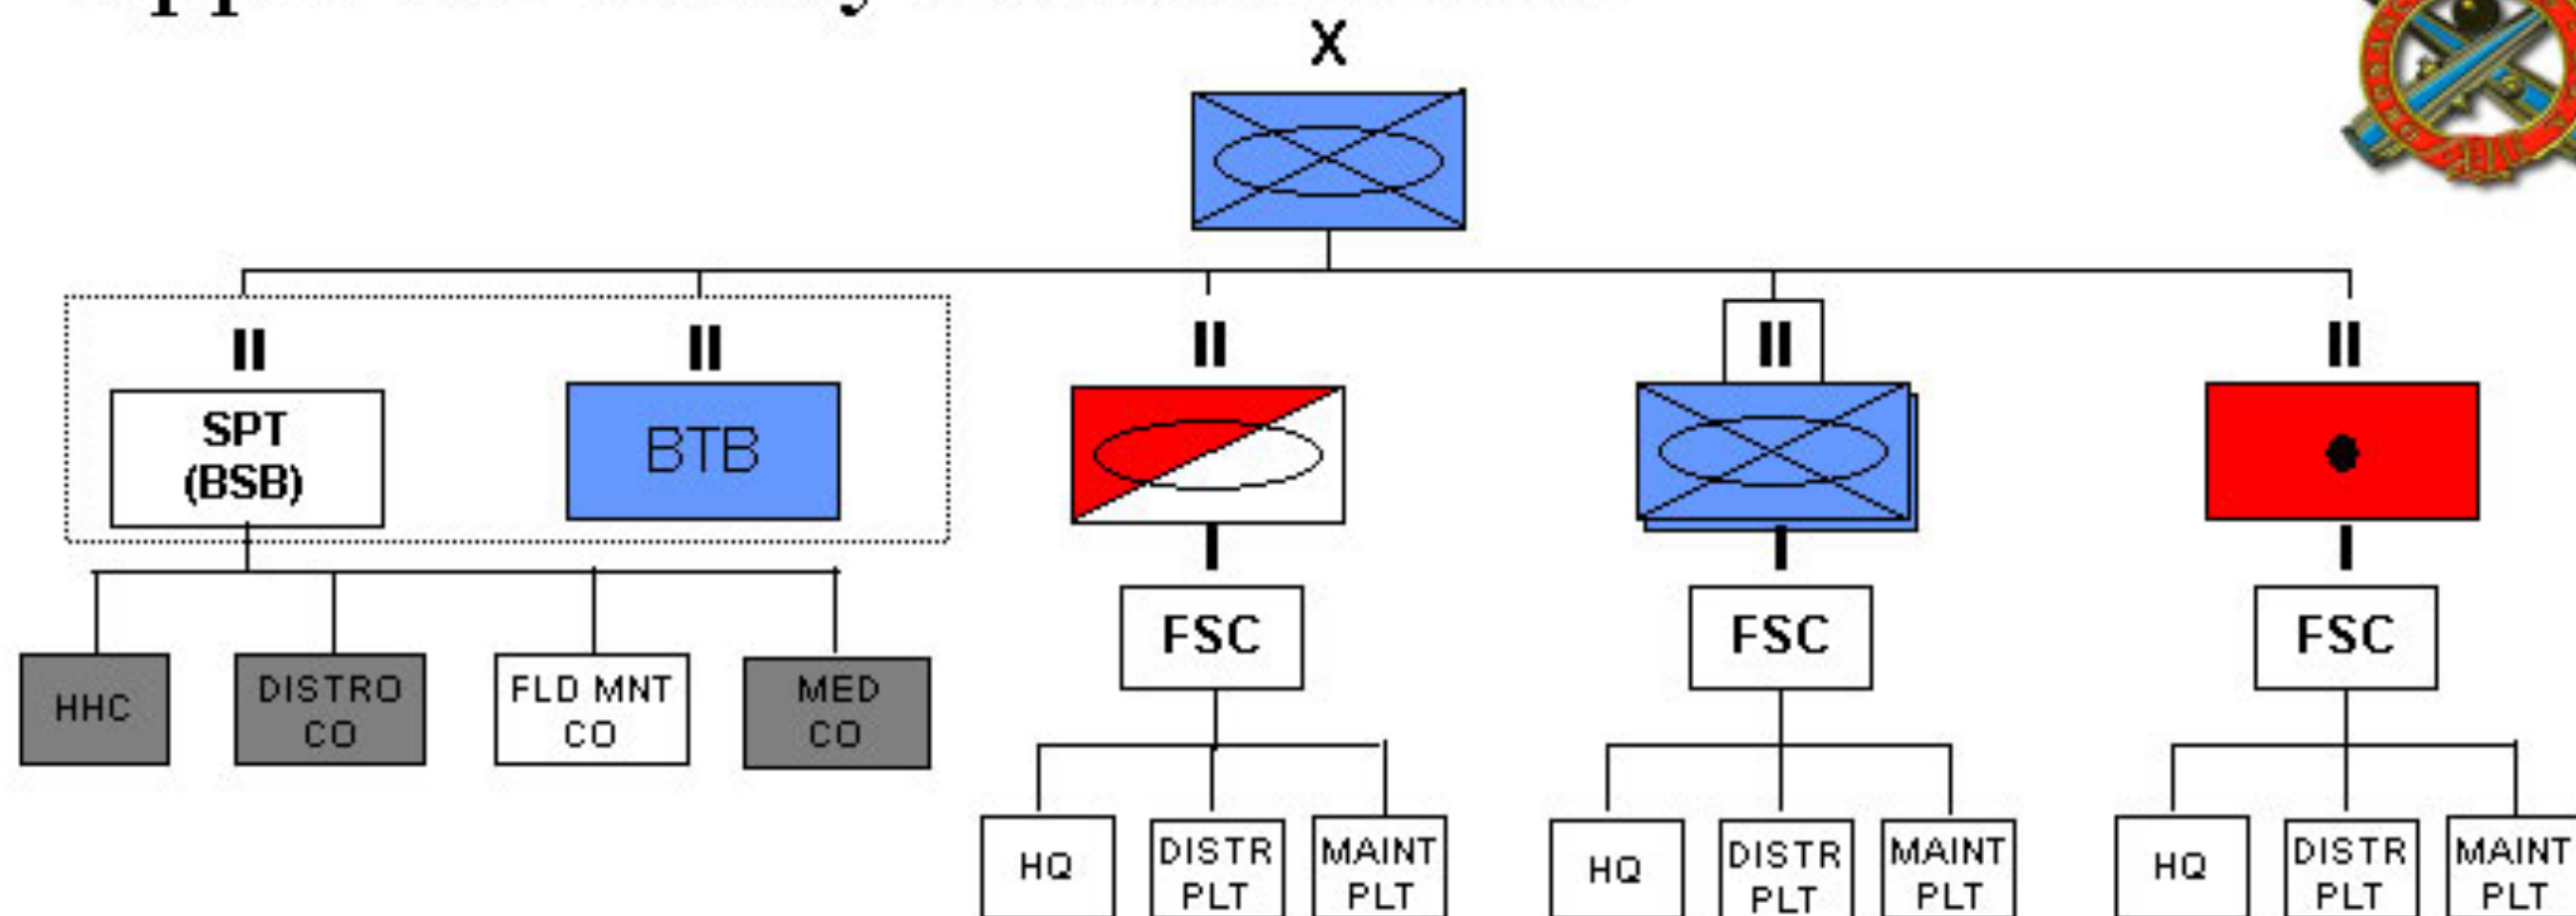 X
II
II
II
II
II
SPT
(BSB)
BTB
I
I
I
FSC
FSC
FSC
HHC
DISTRO
CO
FLD MNT
CO
MED
CO
HQ
DISTR
PLT
MAINT
PLT
HQ
DISTR
PLT
MAINT
PLT
HQ
DISTR
PLT
MAINT
PLT